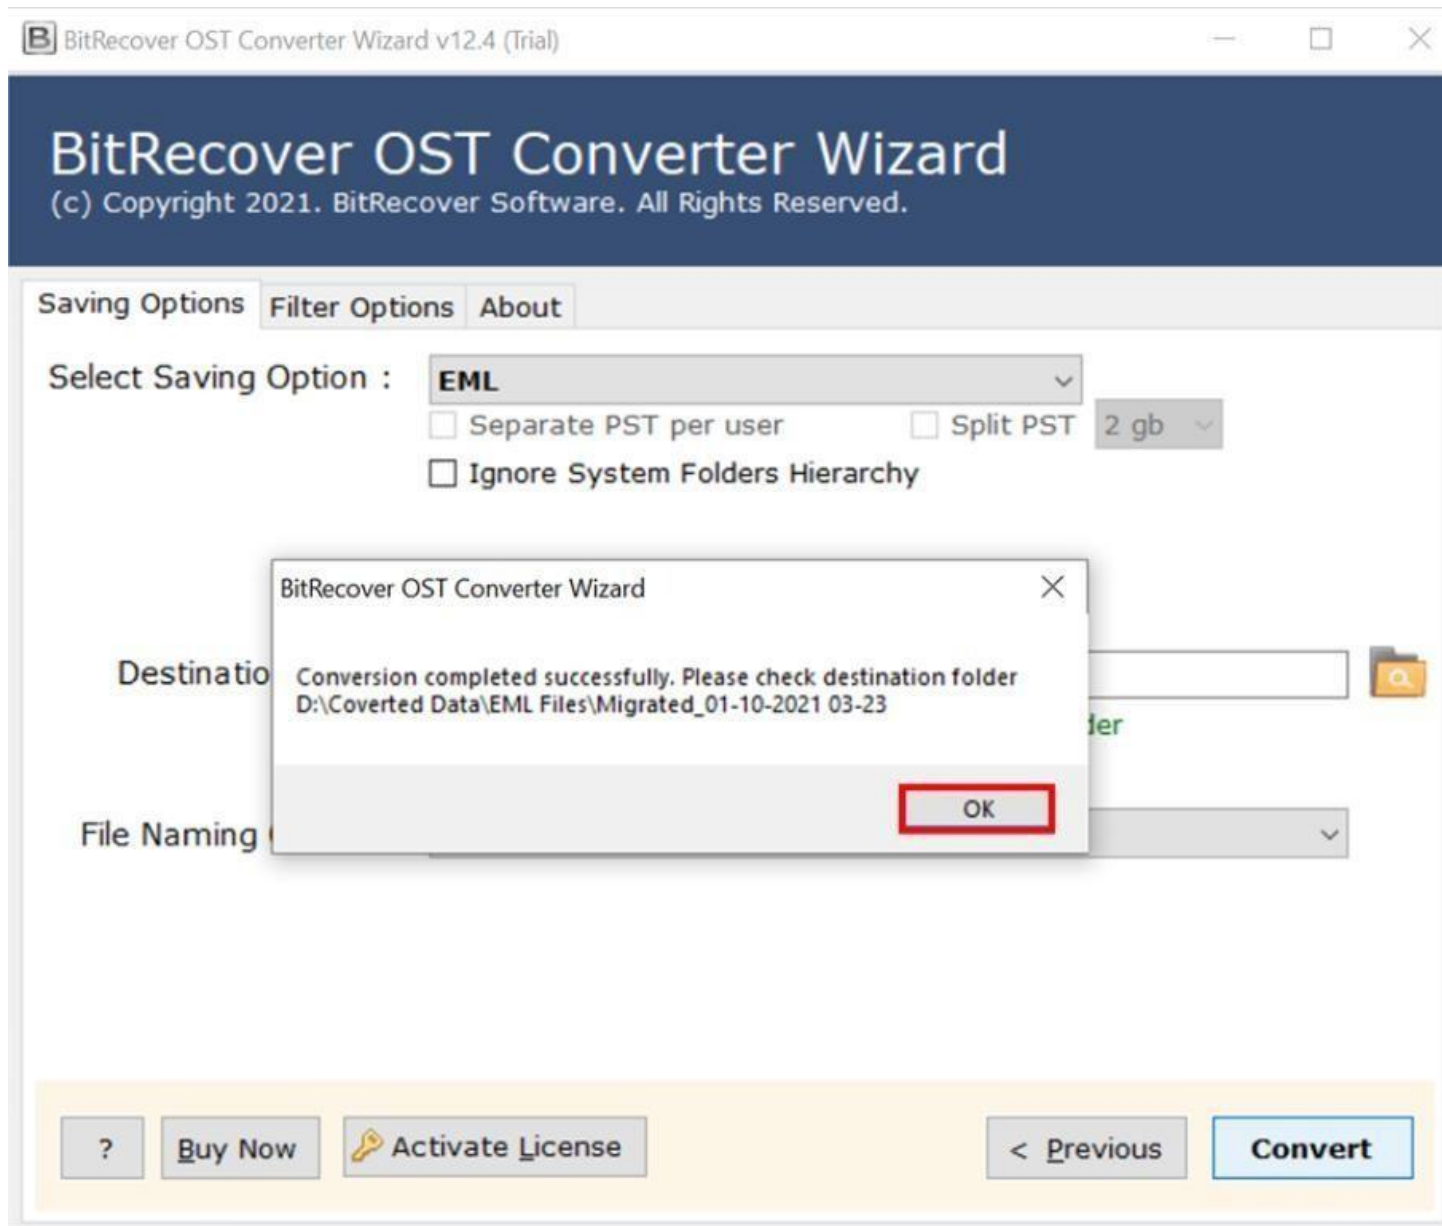 BitRecover OST Converter Wizard v12.4 (Trial)
BitRecover OST Converter Wizard
(c) Copyright 2021. BitRecover Software. All Rights Reserved.
Saving Options Filter Options About
Select Saving Option : EML
Separate PST per user Split PST 2 gb
Ignore System Folders Hierarchy
BitRecover OST Converter Wizard
Destinatio
Conversion completed successfully. Please check destination folder
D:\Coverted Data\EML Files\Migrated_01-10-2021 03-23
der
OK
File Naming
? Buy Now Activate License < Previous Convert